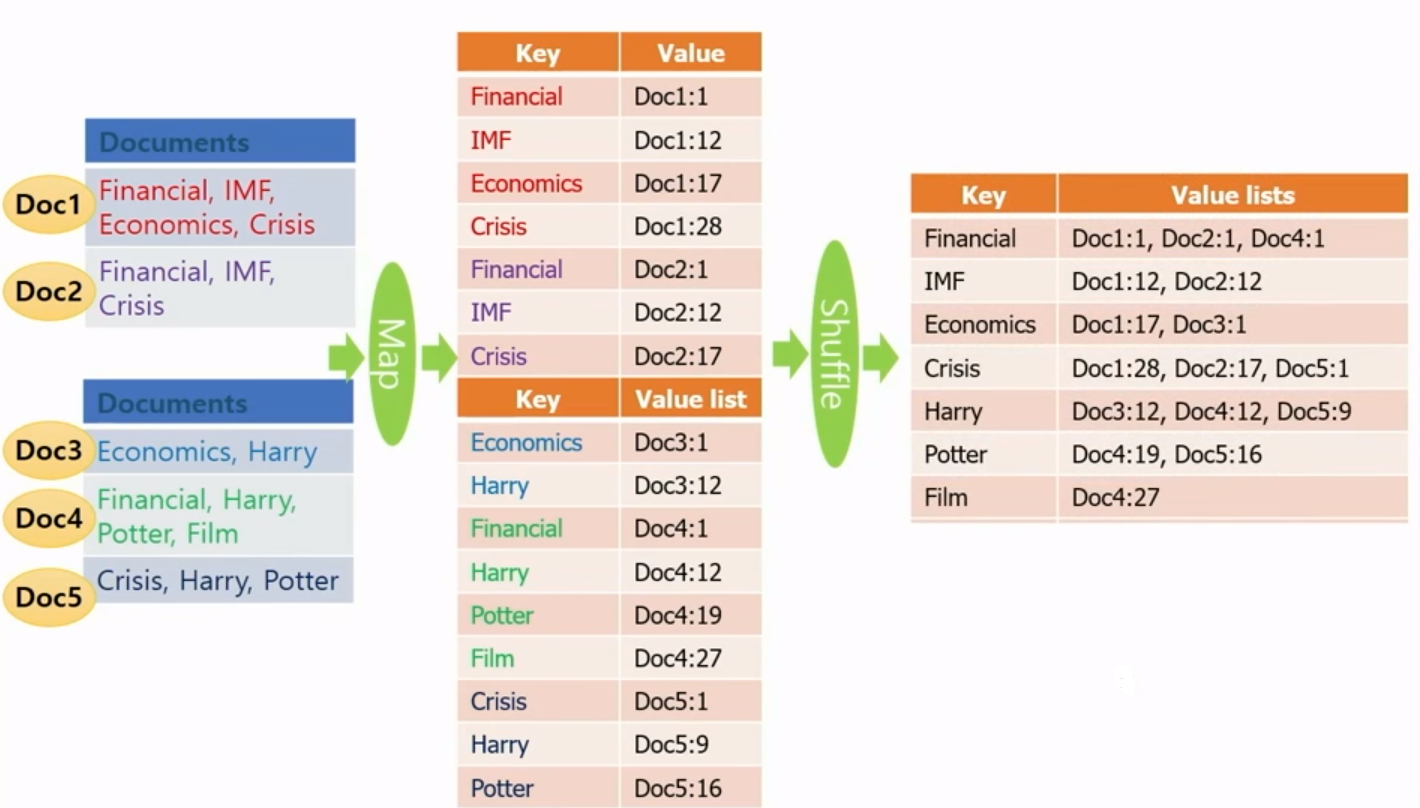 Documents
Doc1
Financial, IMF,
Economics, Crisis
Doc2
Financial, IMF,
Crisis
Documents
Doc3
Economics, Harry
Doc4
Financial, Harry,
Potter, Film
Doc5
Crisis, Harry, Potter
Map
Key Value
Financial Doc1:1
IMF Doc1:12
Economics Doc1:17
Crisis Doc1:28
Financial Doc2:1
IMF Doc2:12
Crisis Doc2:17
Key Value list
Economics Doc3:1
Harry Doc3:12
Financial Doc4:1
Harry Doc4:12
Potter Doc4:19
Film Doc4:27
Crisis Doc5:1
Harry Doc5:9
Potter Doc5:16
Shuffle
Key Value lists
Financial Doc1:1, Doc2:1, Doc4:1
IMF Doc1:12, Doc2:12
Economics Doc1:17, Doc3:1
Crisis Doc1:28, Doc2:17, Doc5:1
Harry Doc3:12, Doc4:12, Doc5:9
Potter Doc4:19, Doc5:16
Film Doc4:27